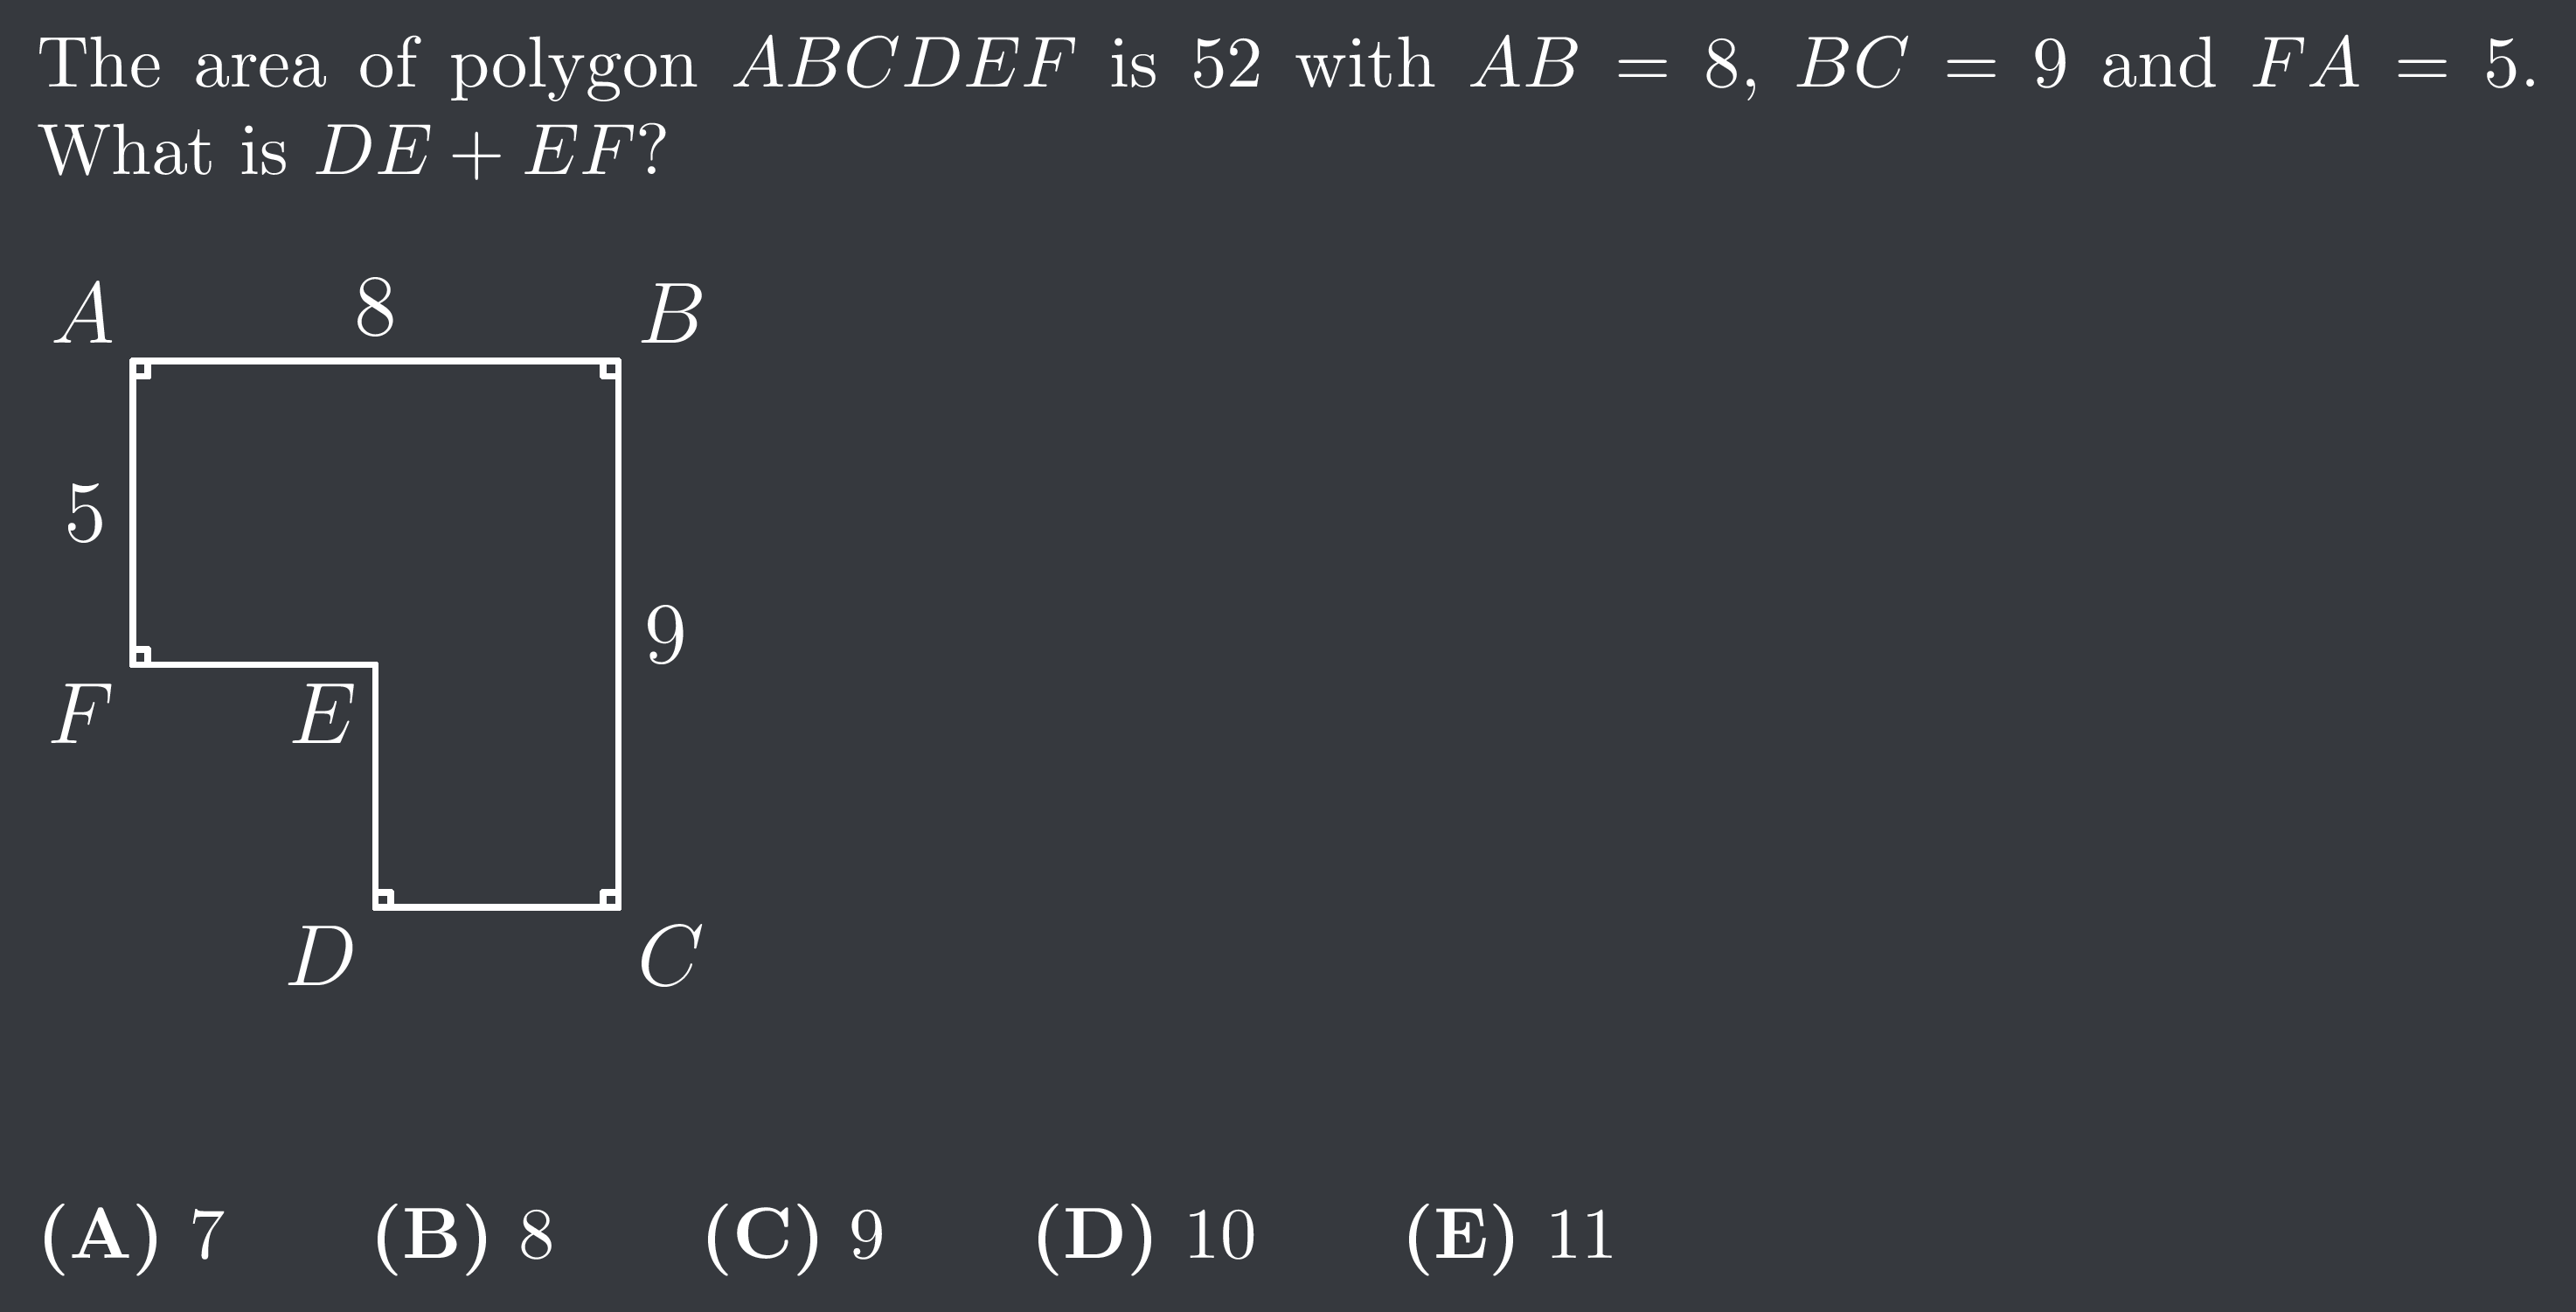 The area of polygon ABCDEF is 52 with AB = 8, BC = 9 and FA = 5.
What is DE + EF?
A 8 B
5
9
F E
D C
(A) 7 (B) 8 (C) 9 (D) 10 (E) 11